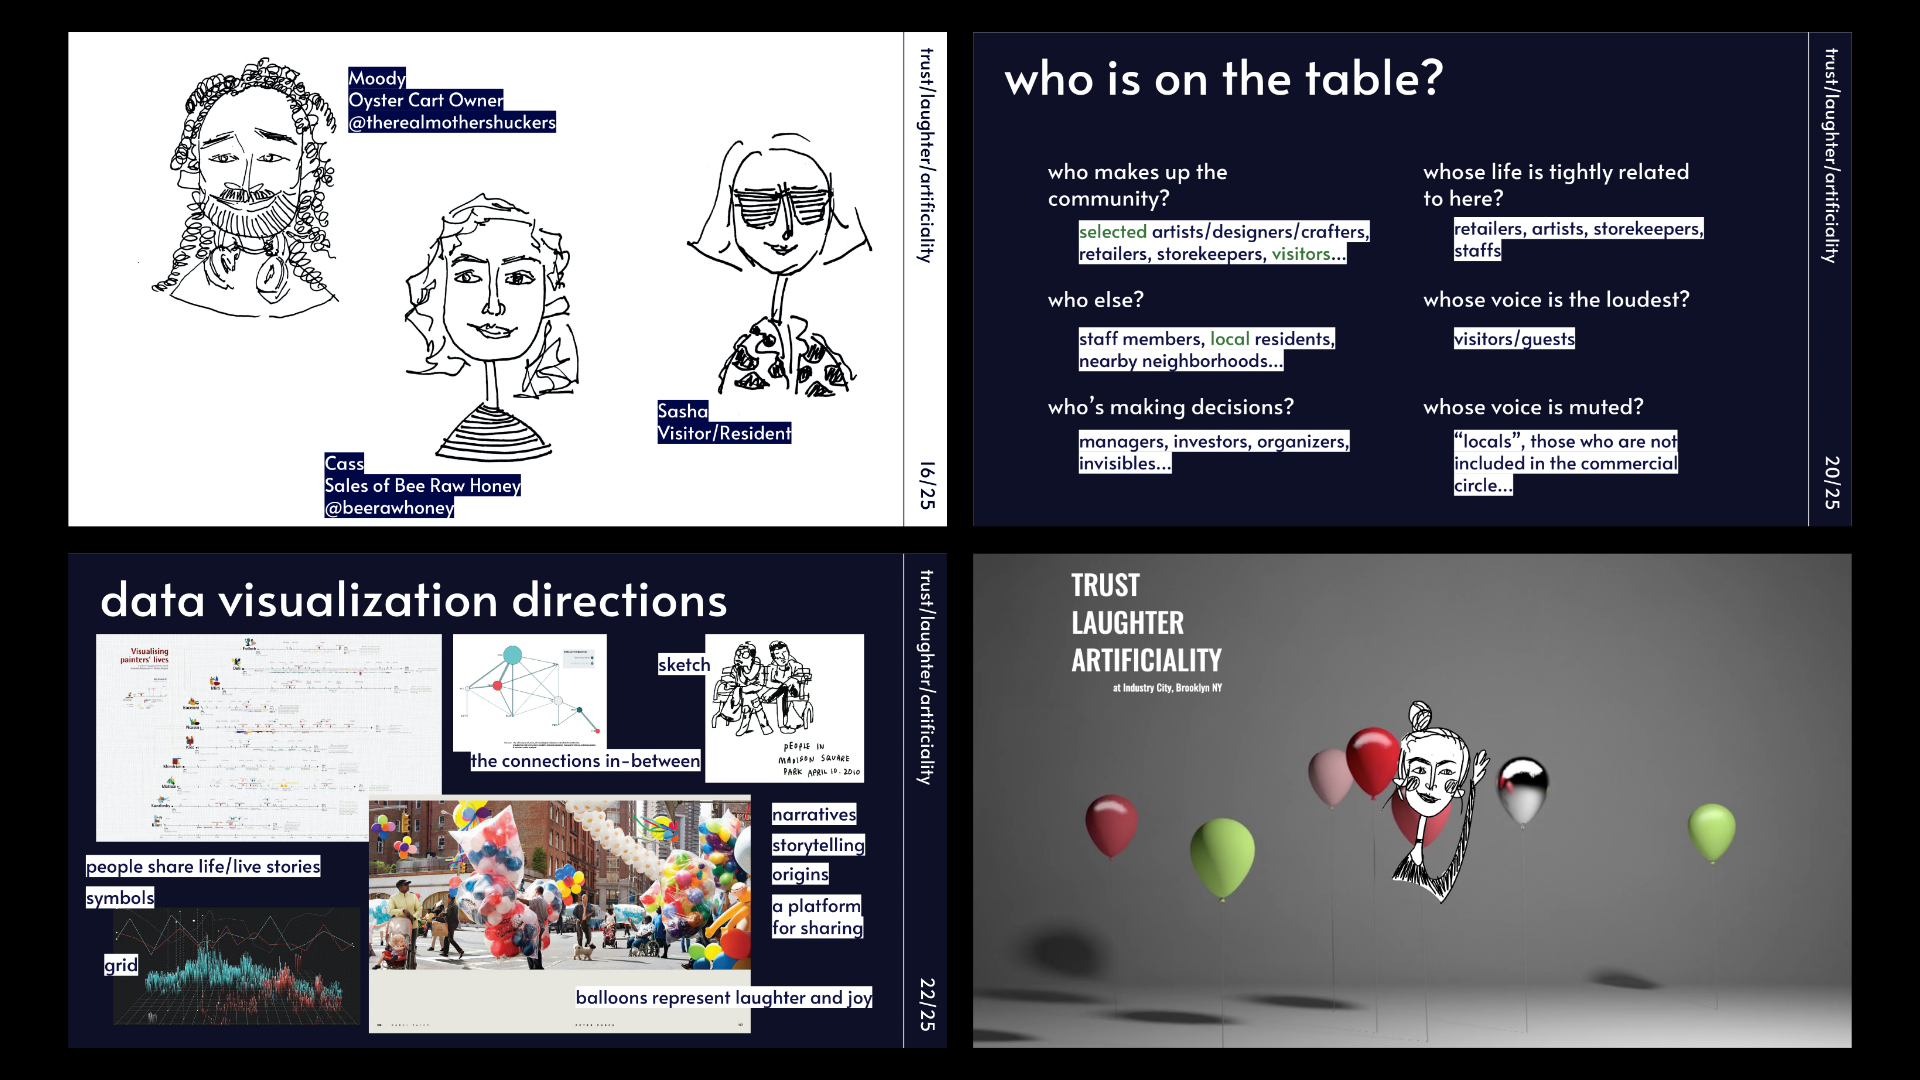 Moody
Oyster Cart Owner
@therealmothershuckers
Cass
Sales of Bee Raw Honey
@beerawhoney
Sasha
Visitor/Resident
trust/laughter/artificiality
16/25
who is on the table?
who makes up the
community?
selected artists/designers/crafters,
retailers, storekeepers, visitors...
who else?
staff members, local residents,
nearby neighborhoods...
who's making decisions?
managers, investors, organizers,
invisibles...
whose life is tightly related
to here?
retailers, artists, storekeepers,
staffs
whose voice is the loudest?
visitors/guests
whose voice is muted?
“locals”, those who are not
included in the commercial
circle...
trust/laughter/artificiality
20/25
data visualization directions
Visualising
painters' lives
people share life/live stories
symbols
grid
the connections in-between
sketch
PEOPLE IN
MADISON SQUARE
PARK APRIL 10. 2010
narratives
storytelling
origins
a platform
for sharing
balloons represent laughter and joy
trust/laughter/artificiality
22/25
TRUST
LAUGHTER
ARTIFICIALITY
at Industry City, Brooklyn NY